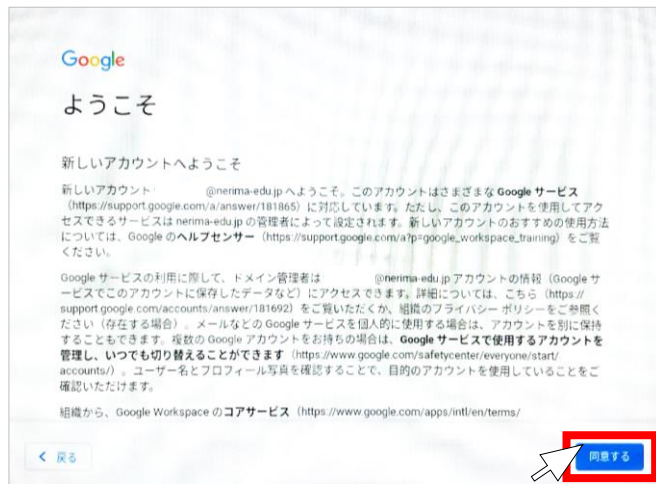 Google
ようこそ
新しいアカウントへようこそ
新しいアカウント @nerima-edu.jp へようこそ。このアカウントはさまざまな Google サービス
(https://support.google.com/a/answer/181865) に対応しています。ただし、このアカウントを使用してアク
セスできるサービスは nerima-edu.jp の管理者によって設定されます。新しいアカウントのおすすめの使用方法
については、Google のヘルプセンター (https://support.google.com/a?p=google_workspace_training) をご覧
ください。
Google サービスの利用に際して、ドメイン管理者は @nerima-edu.jp アカウントの情報 (Google サ
ービスでこのアカウントに保存したデータなど) にアクセスできます。詳細については、こちら (https://
support.google.com/accounts/answer/181692) をご覧いただくか、組織のプライバシー ポリシーをご参照く
ださい (存在する場合) 。メールなどの Google サービスを個人的に使用する場合は、アカウントを別に保持
することもできます。複数の Google アカウントをお持ちの場合は、Google サービスで使用するアカウントを
管理し、いつでも切り替えることができます (https://www.google.com/safetycenter/everyone/start/
accounts/) 。ユーザー名とプロフィール写真を確認することで、目的のアカウントを使用していることをご
確認いただけます。
組織から、Google Workspace のコアサービス (https://www.google.com/apps/intl/en/terms/
戻る
同意する